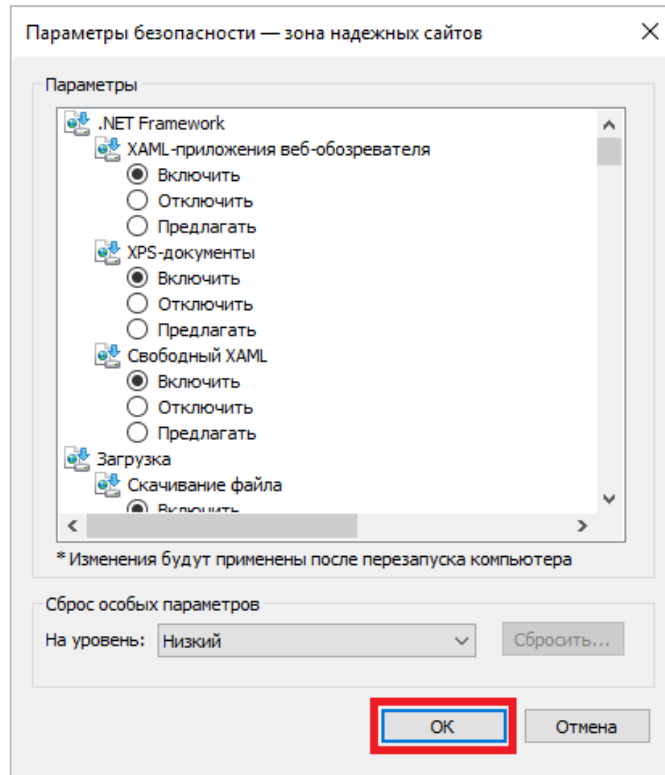 Параметры безопасности — зона надежных сайтов
Параметры
.NET Framework
XAML-приложения веб-обозревателя
Включить
Отключить
Предлагать
XPS-документы
Включить
Отключить
Предлагать
Свободный XAML
Включить
Отключить
Предлагать
Загрузка
Скачивание файла
Включить
* Изменения будут применены после перезапуска компьютера
Сброс особых параметров
На уровень: Низкий Сбросить...
ОК Отмена